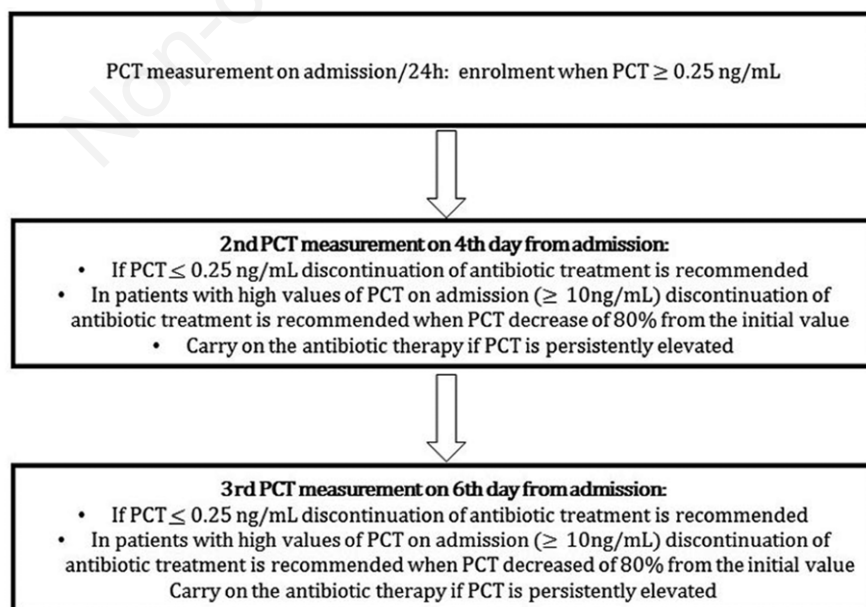 Non-
PCT measurement on admission/24h: enrolment when PCT ≥ 0.25 ng/mL
2nd PCT measurement on 4th day from admission:
• If PCT ≤ 0.25 ng/mL discontinuation of antibiotic treatment is recommended
• In patients with high values of PCT on admission (≥ 10ng/mL) discontinuation of
antibiotic treatment is recommended when PCT decrease of 80% from the initial value
• Carry on the antibiotic therapy if PCT is persistently elevated
3rd PCT measurement on 6th day from admission:
• If PCT ≤ 0.25 ng/mL discontinuation of antibiotic treatment is recommended
• In patients with high values of PCT on admission (≥ 10ng/mL) discontinuation of
antibiotic treatment is recommended when PCT decreased of 80% from the initial value
Carry on the antibiotic therapy if PCT is persistently elevated